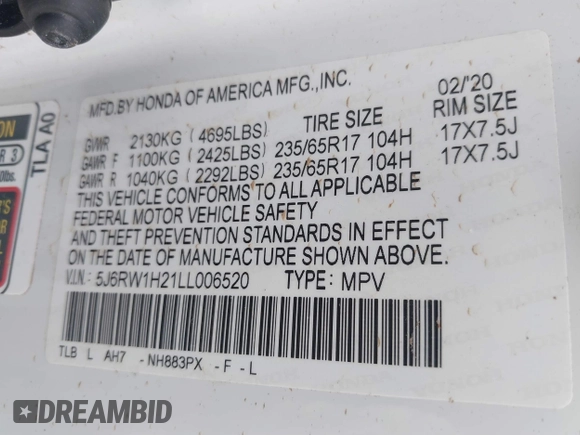 MFD.BY HONDA OF AMERICA MFG.,INC. 02/'20
TIRE SIZE RIM SIZE
GVWR 2130KG (4695LBS)
GAWR F 1100KG (2425LBS) 235/65R17 104H 17X7.5J
GAWR R 1040KG (2292LBS) 235/65R17 104H 17X7.5J
THIS VEHICLE CONFORMS TO ALL APPLICABLE
FEDERAL MOTOR VEHICLE SAFETY
AND THEFT PREVENTION STANDARDS IN EFFECT
ON THE DATE OF MANUFACTURE SHOWN ABOVE.
V.I.N.: 5J6RW1H21LL006520 TYPE: MPV
TLB L AH7 -NH883PX -F -L
TLA A0
DREAMBID